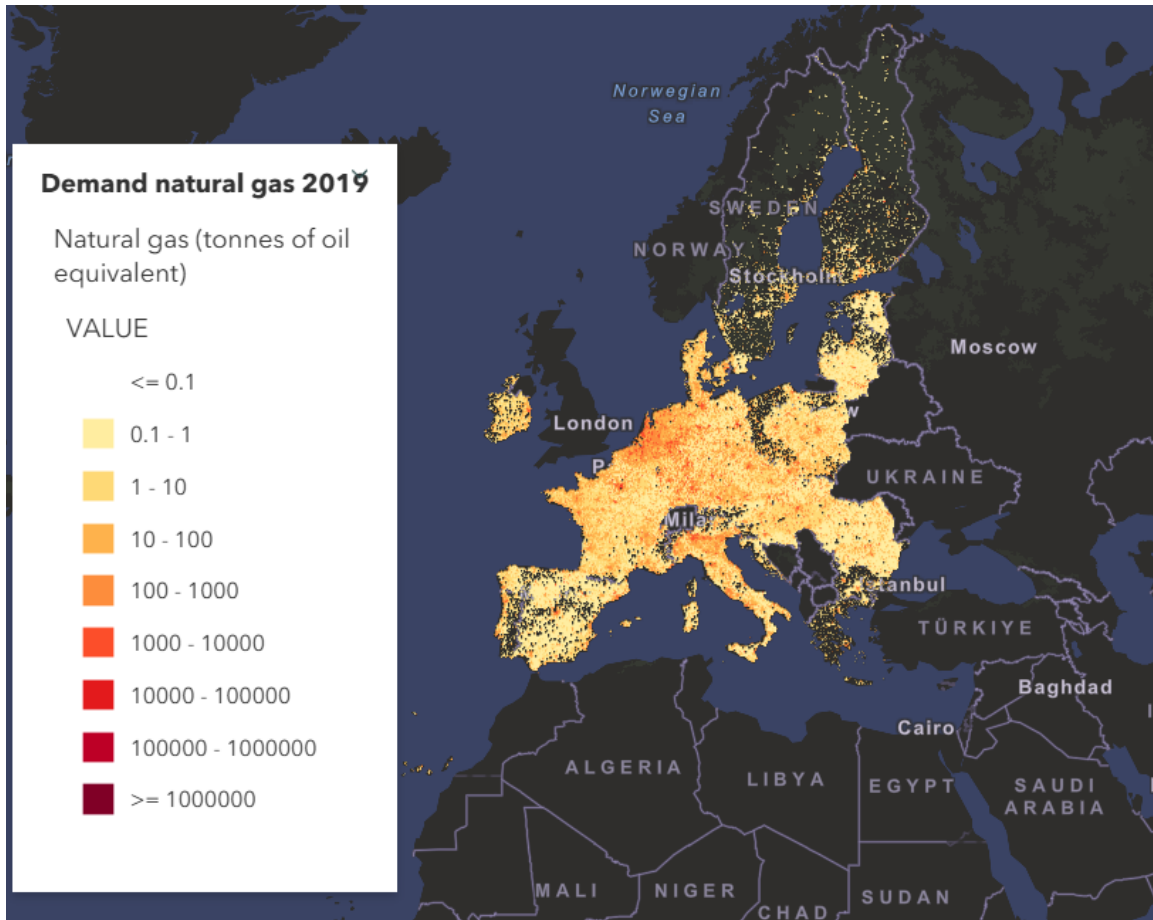 Norwegian
Sea
Demand natural gas 2019
Natural gas (tonnes of oil
equivalent)
VALUE
<= 0.1
0.1 - 1
1 - 10
10 - 100
100 - 1000
1000 - 10000
10000 - 100000
100000 - 1000000
>= 1000000
SWEDEN
NORWAY
Stockholm
Moscow
London
UKRAINE
TÜRKIYE
Baghdad
Cairo
ALGERIA
LIBYA
EGYPT
SAUDI
ARABIA
MALI
NIGER
CHAD
SUDAN